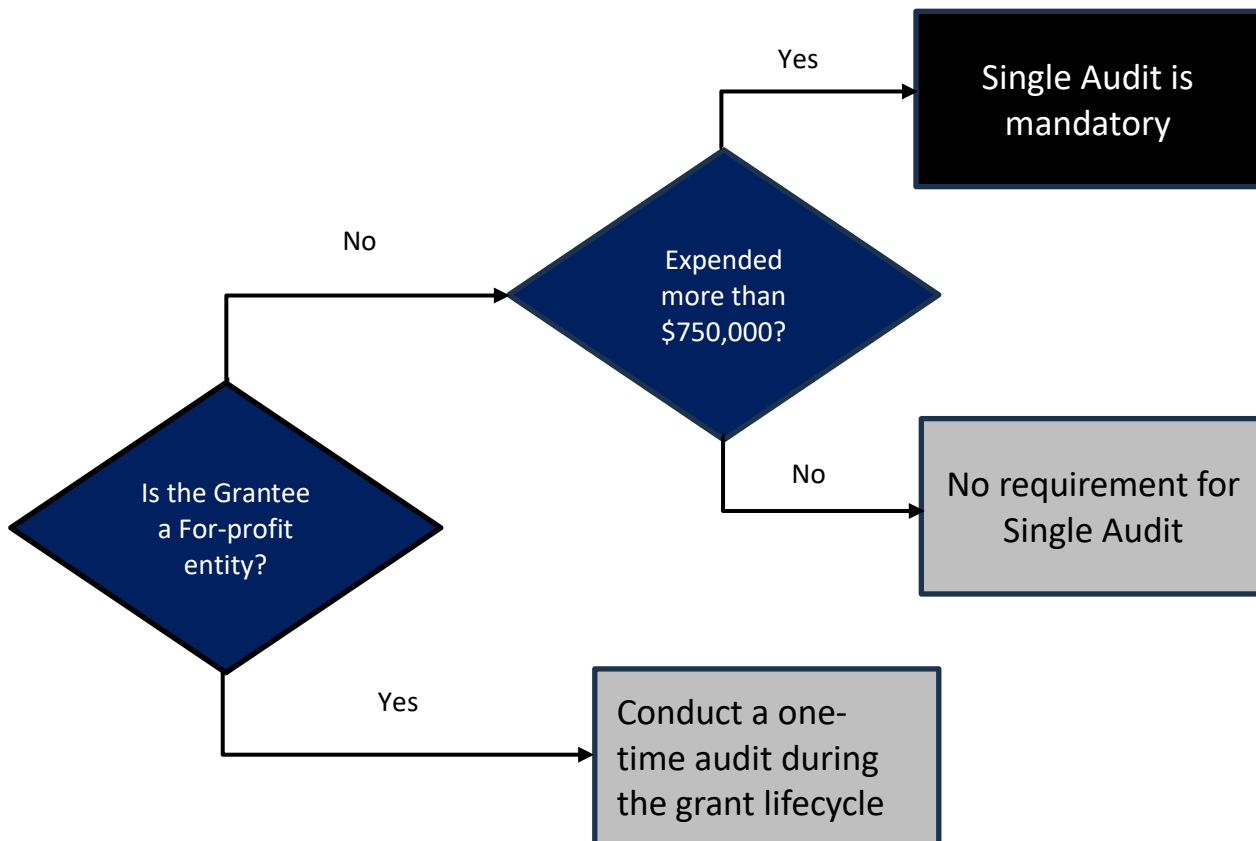 Yes
Single Audit is
mandatory
No
Expended
more than
$750,000?
No
No requirement for
Single Audit
Is the Grantee
a For-profit
entity?
Yes
Conduct a one-
time audit during
the grant lifecycle